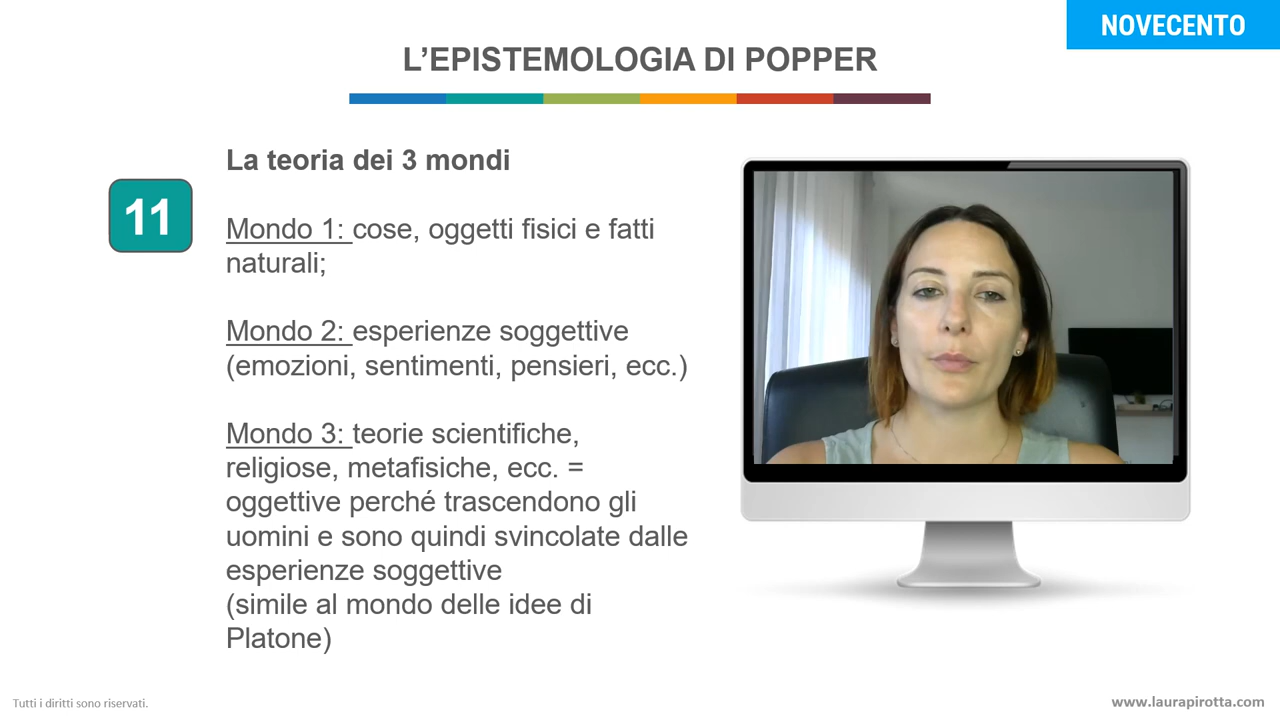 NOVECENTO
L’EPISTEMOLOGIA DI POPPER
La teoria dei 3 mondi
11
Mondo 1: cose, oggetti fisici e fatti
naturali;
Mondo 2: esperienze soggettive
(emozioni, sentimenti, pensieri, ecc.)
Mondo 3: teorie scientifiche,
religiose, metafisiche, ecc. =
oggettive perché trascendono gli
uomini e sono quindi svincolate dalle
esperienze soggettive
(simile al mondo delle idee di
Platone)
Tutti i diritti sono riservati.
www.laurapirotta.com